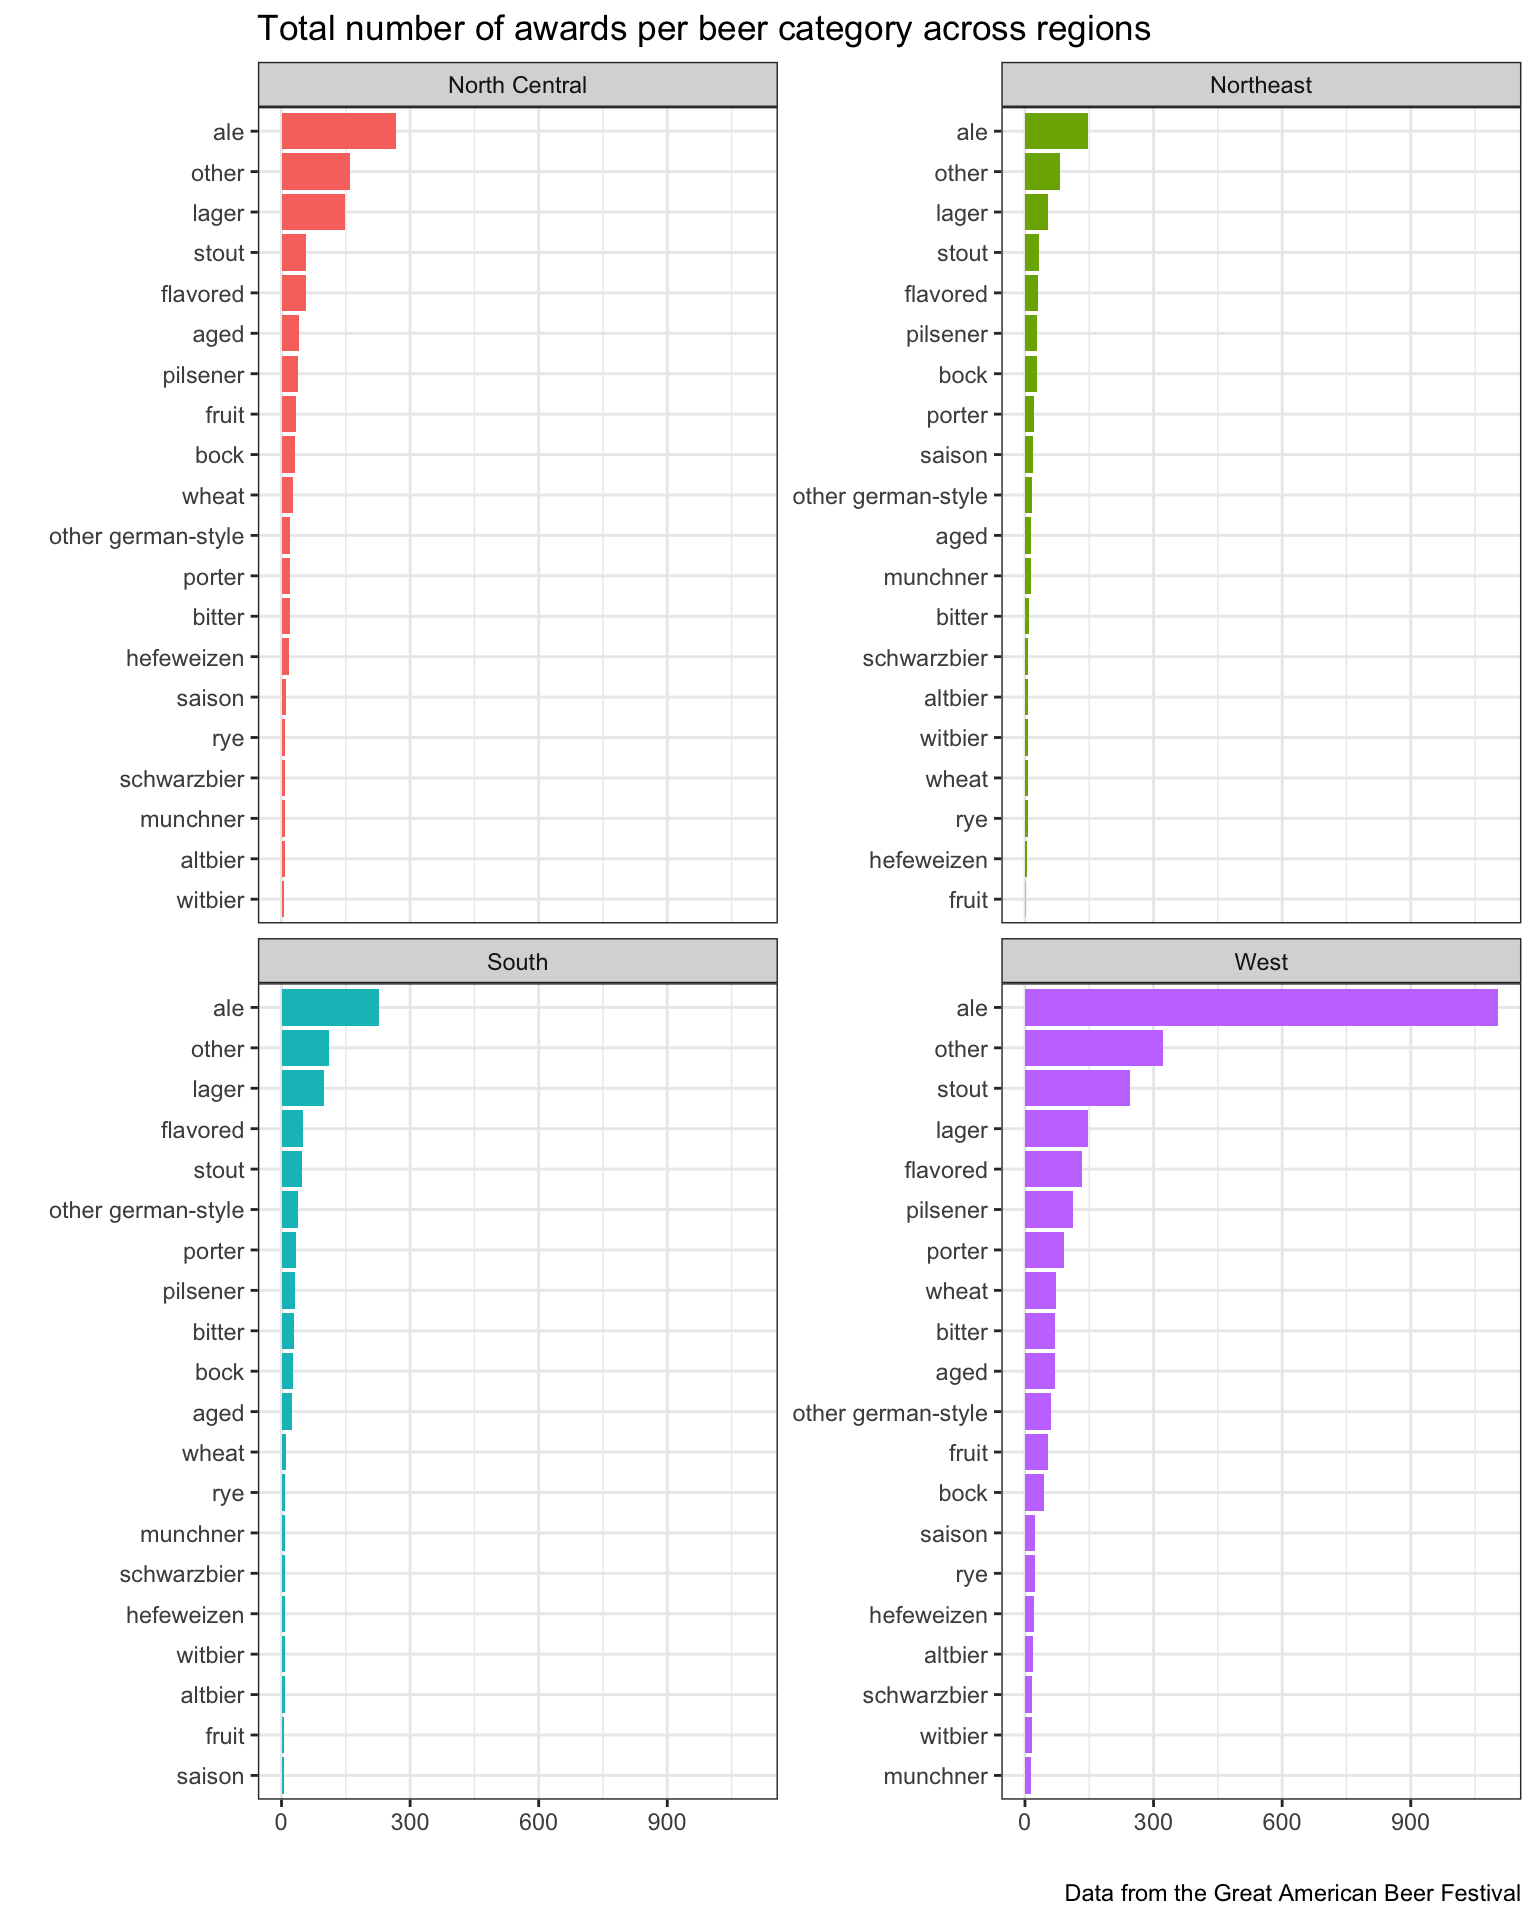 Total number of awards per beer category across regions
North Central
ale
other
lager
stout
flavored
aged
pilsener
fruit
bock
wheat
other german-style
porter
bitter
hefeweizen
saison
rye
schwarzbier
munchner
altbier
witbier
Northeast
ale
other
lager
stout
flavored
pilsener
bock
porter
saison
other german-style
aged
munchner
bitter
schwarzbier
altbier
witbier
wheat
rye
hefeweizen
fruit
South
ale
other
lager
flavored
stout
other german-style
porter
pilsener
bitter
bock
aged
wheat
rye
munchner
schwarzbier
hefeweizen
witbier
altbier
fruit
saison
0 300 600 900
West
ale
other
stout
lager
flavored
pilsener
porter
wheat
bitter
aged
other german-style
fruit
bock
saison
rye
hefeweizen
altbier
schwarzbier
witbier
munchner
0 300 600 900
Data from the Great American Beer Festival